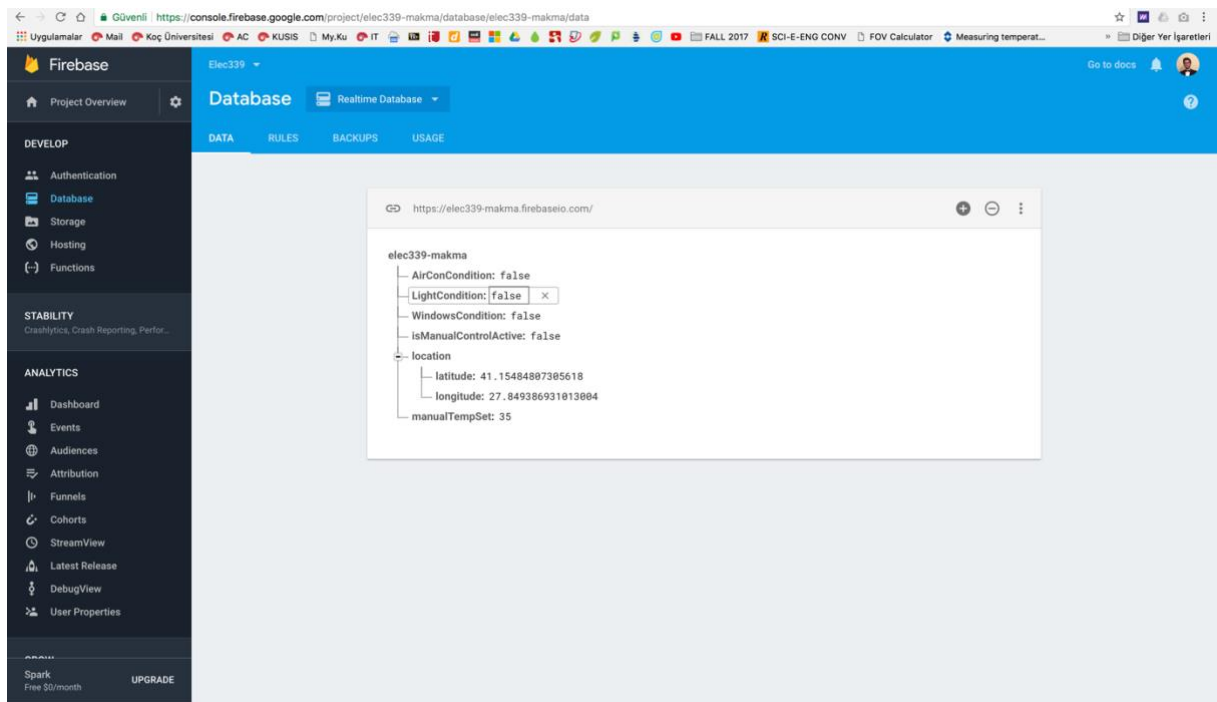 Güvenli https://console.firebase.google.com/project/elec339-makma/database/elec339-makma/data
Uygulamalar Mail Koç Üniversitesi AC KUSIS My.Ku IT FALL 2017 SCI-E-ENG CONV FOV Calculator Measuring temperat... » Diğer Yer İşaretleri
Firebase
Elec339
Go to docs
Project Overview
Database
Realtime Database
DATA RULES BACKUPS USAGE
DEVELOP
Authentication
Database
Storage
Hosting
Functions
STABILITY
Crashlytics, Crash Reporting, Perfor...
ANALYTICS
Dashboard
Events
Audiences
Attribution
Funnels
Cohorts
StreamView
Latest Release
DebugView
User Properties
Spark
Free $0/month
UPGRADE
https://elec339-makma.firebaseio.com/
elec339-makma
AirConCondition: false
LightCondition: false
WindowsCondition: false
isManualControlActive: false
location
latitude: 41.15484807305618
longitude: 27.849386931013004
manualTempSet: 35